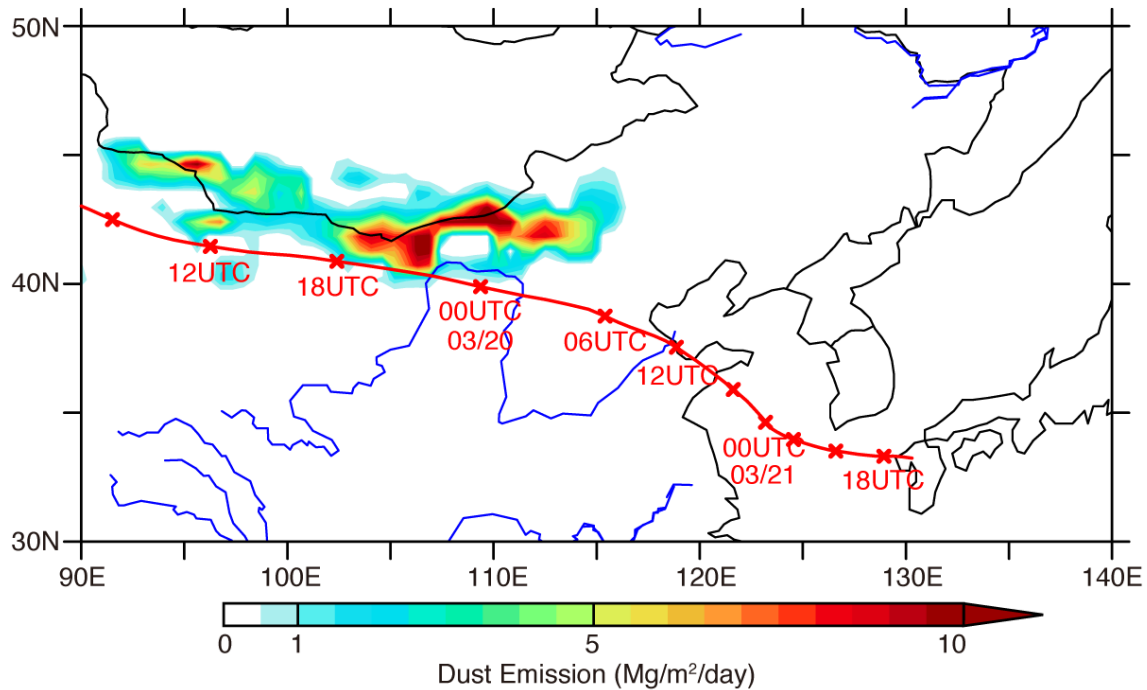 50N
40N
30N
12UTC
18UTC
00UTC
03/20
06UTC
12UTC
00UTC
03/21
18UTC
90E 100E 110E 120E 130E 140E
0 1 5 10
Dust Emission (Mg/m²/day)